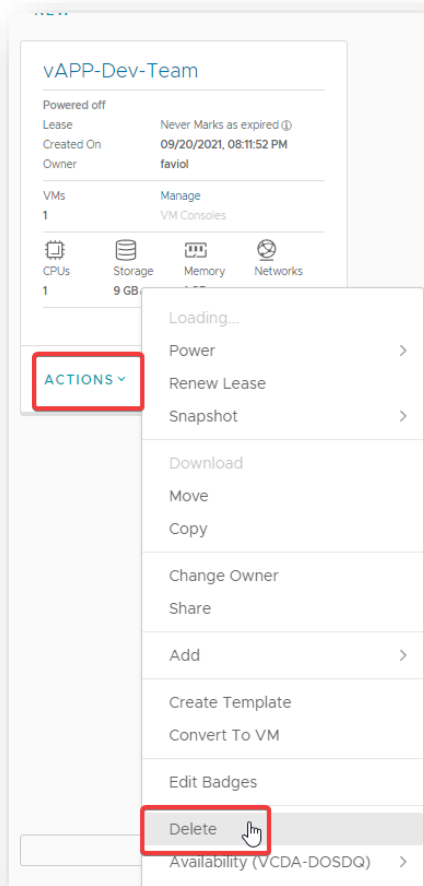 vAPP-Dev-Team
Powered off
Lease Never Marks as expired
Created On 09/20/2021, 08:11:52 PM
Owner faviol
VMs Manage
1 VM Consoles
CPUs Storage Memory Networks
1 9 GB
ACTIONS
Loading...
Power
Renew Lease
Snapshot
Download
Move
Copy
Change Owner
Share
Add
Create Template
Convert To VM
Edit Badges
Delete
Availability (VCDA-DOSDQ)